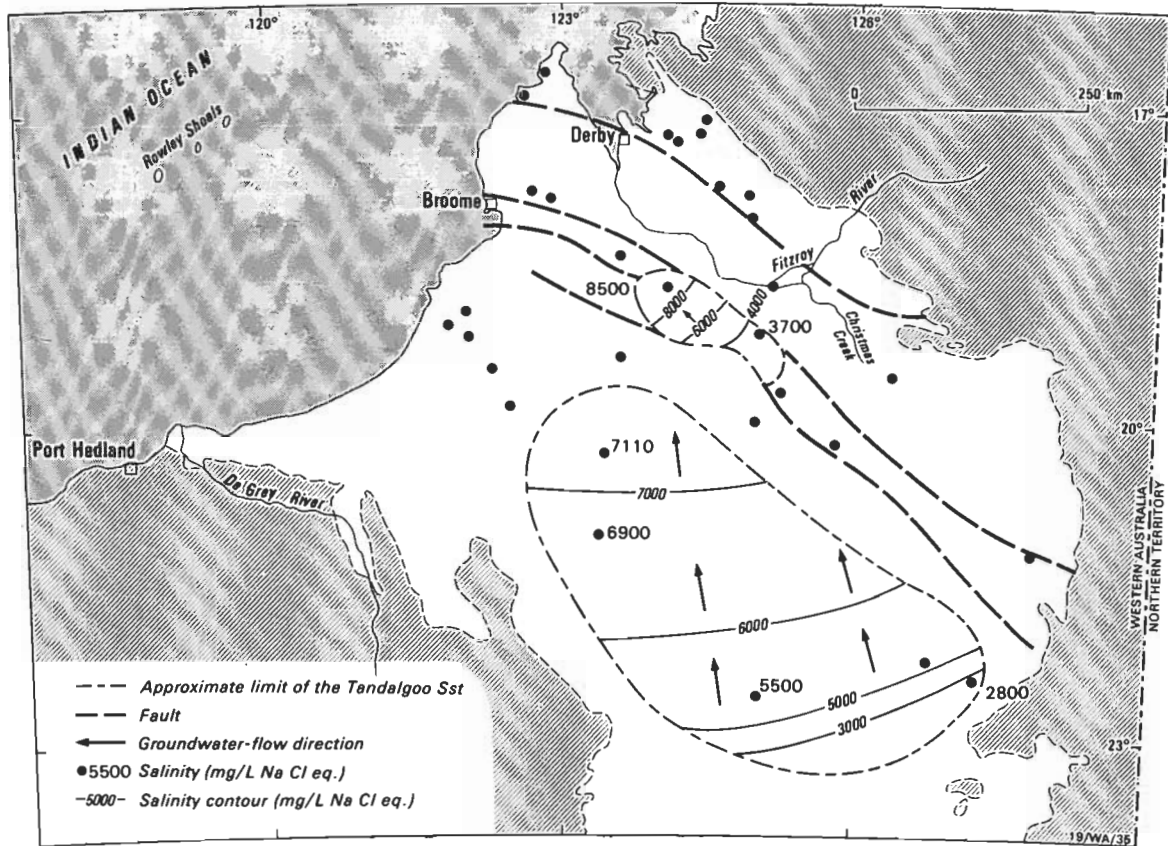 120°
123°
126°
INDIAN OCEAN
Rowley Shoals
0
250 km
17°
Derby
River
Broome
Fitzroy
8500
8000
6000
4000
3700
Christmas
Creek
20°
Port Hedland
7110
De Grey River
7000
6900
WESTERN AUSTRALIA
NORTHERN TERRITORY
6000
5500
5000
2800
3000
23°
Approximate limit of the Tandalgoo Sst
Fault
Groundwater-flow direction
5500 Salinity (mg/L Na Cl eq.)
-5000- Salinity contour (mg/L Na Cl eq.)
19/WA/35